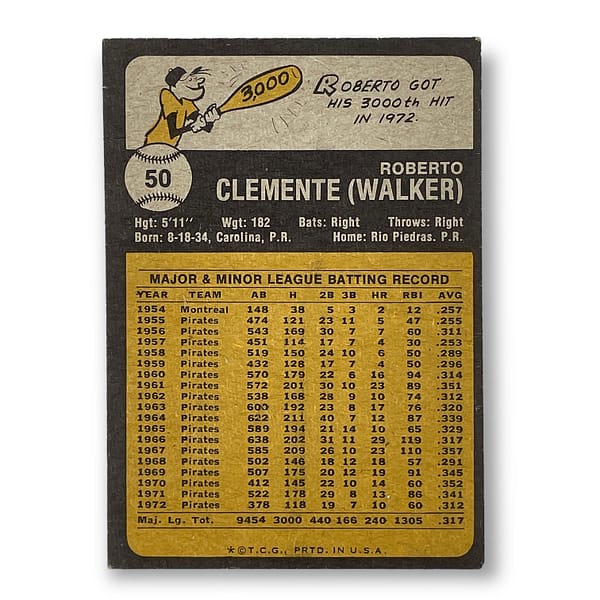 3,000
ROBERTO GOT
HIS 3000th HIT
IN 1972.
50
ROBERTO
CLEMENTE (WALKER)
Hgt: 5'11" Wgt: 182 Bats: Right Throws: Right
Born: 8-18-34, Carolina, P.R. Home: Rio Piedras. P.R.
MAJOR & MINOR LEAGUE BATTING RECORD
YEAR TEAM AB H 2B 3B HR RBI AVG
1954 Montreal 148 38 5 3 2 12 .257
1955 Pirates 474 121 23 11 5 47 .255
1956 Pirates 543 169 30 7 7 60 .311
1957 Pirates 451 114 17 7 4 30 .253
1958 Pirates 519 150 24 10 6 50 .289
1959 Pirates 432 128 17 7 4 50 .296
1960 Pirates 570 179 22 6 16 94 .314
1961 Pirates 572 201 30 10 23 89 .351
1962 Pirates 538 168 28 9 10 74 .312
1963 Pirates 600 192 23 8 17 76 .320
1964 Pirates 622 211 40 7 12 87 .339
1965 Pirates 589 194 21 14 10 65 .329
1966 Pirates 638 202 31 11 29 119 .317
1967 Pirates 585 209 26 10 23 110 .357
1968 Pirates 502 146 18 12 18 57 .291
1969 Pirates 507 175 20 12 19 91 .345
1970 Pirates 412 145 22 10 14 60 .352
1971 Pirates 522 178 29 8 13 86 .341
1972 Pirates 378 118 19 7 10 60 .312
Maj. Lg. Tot. 9454 3000 440 166 240 1305 .317
*©T.C.G., PRTD. IN U.S.A.